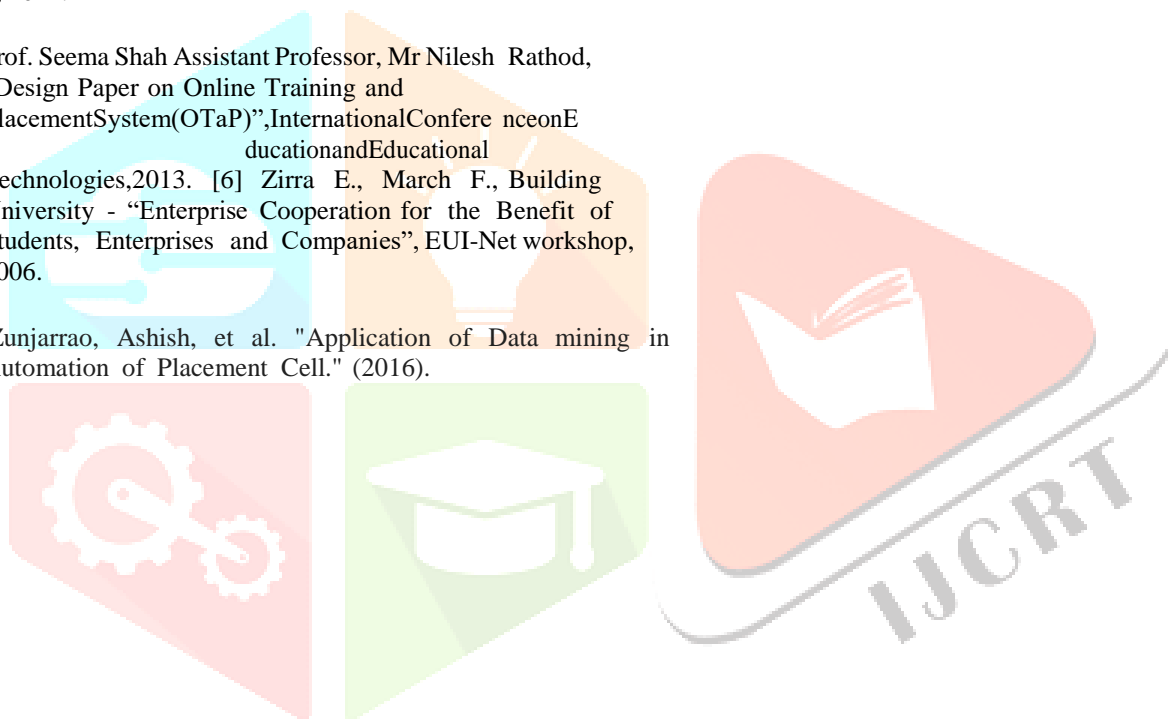 rof. Seema Shah Assistant Professor, Mr Nilesh Rathod,
Design Paper on Online Training and
lacementSystem(OTaP)”,InternationalConfere nceonE
ducationandEducational
echnologies,2013. [6] Zirra E., March F., Building
niversity - “Enterprise Cooperation for the Benefit of
tudents, Enterprises and Companies”, EUI-Net workshop,
006.
unjarrao, Ashish, et al. "Application of Data mining in
utomation of Placement Cell." (2016).
IJCRT